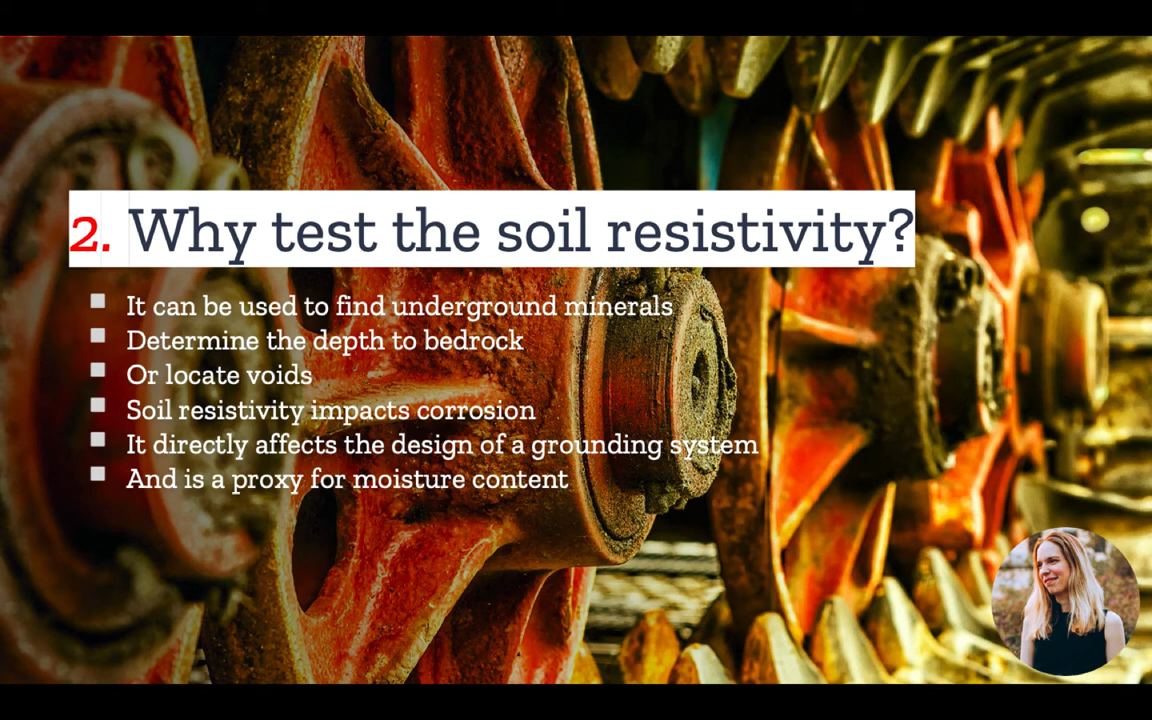 2. Why test the soil resistivity?
It can be used to find underground minerals
Determine the depth to bedrock
Or locate voids
Soil resistivity impacts corrosion
It directly affects the design of a grounding system
And is a proxy for moisture content